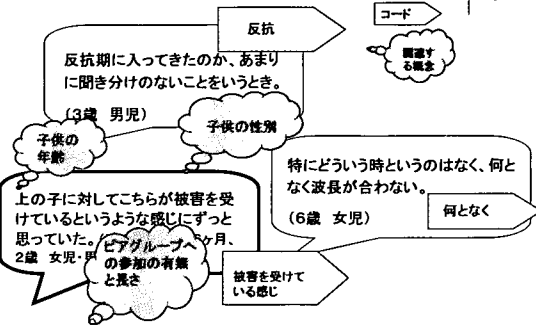 コード
関連する概念
反抗
反抗期に入ってきたのか、あまり
に聞き分けのないことをいうとき。
(3歳 男児)
子供の
年齢
子供の性別
特にどういう時というのはなく、何と
なく波長が合わない。
(6歳 女児)
何となく
上の子に対してこちらが被害を受
けているというような感じにずっと
思っていた。
ヶ月、
2歳 女児・男
ピアグループへ
の参加の有無
と長さ
被害を受けて
いる感じ